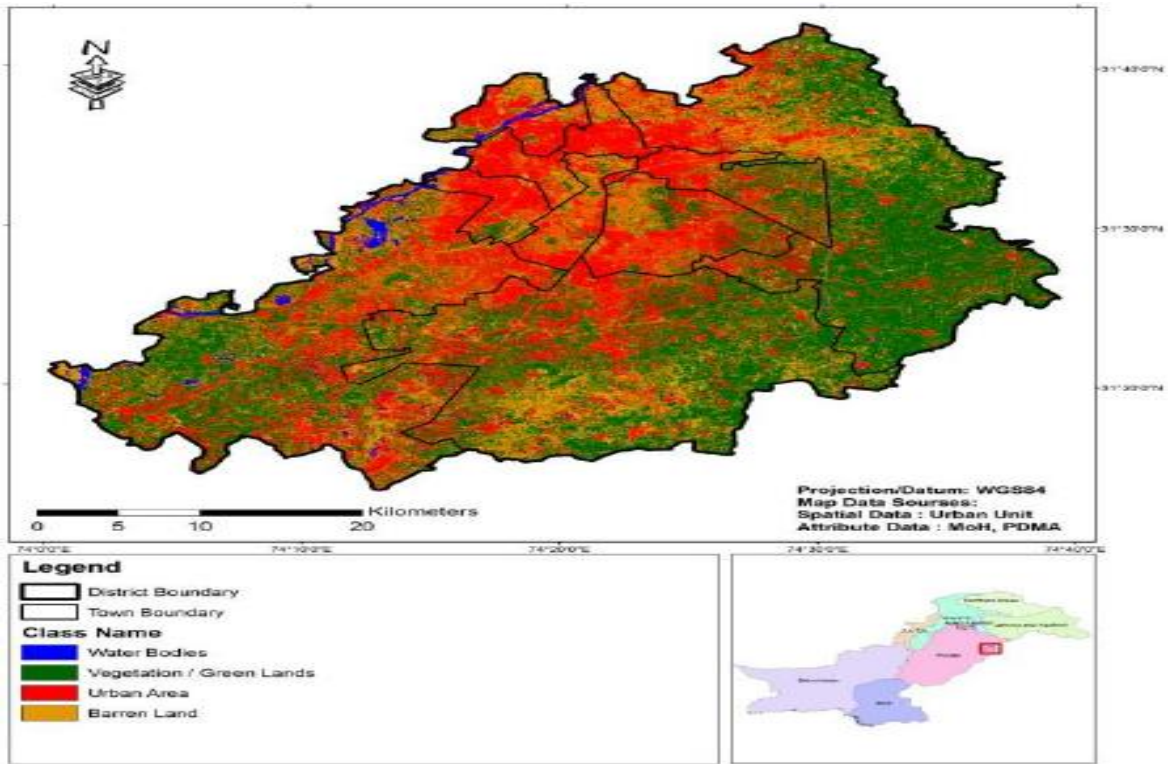 N
31°40'0"N
31°30'0"N
31°20'0"N
Kilometers
0 5 10 20
Projection/Datum: WGS84
Map Data Sourses:
Spatial Data : Urban Unit
Attribute Data : MoH, PDMA
74°0'0"E 74°10'0"E 74°20'0"E 74°30'0"E 74°40'0"E
Legend
District Boundary
Town Boundary
Class Name
Water Bodies
Vegetation / Green Lands
Urban Area
Barren Land